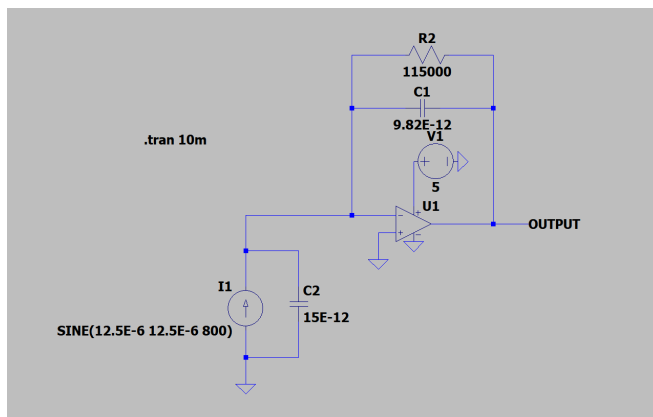 R2
115000
C1
9.82E-12
V1
5
.tran 10m
U1
OUTPUT
I1
C2
15E-12
SINE(12.5E-6 12.5E-6 800)